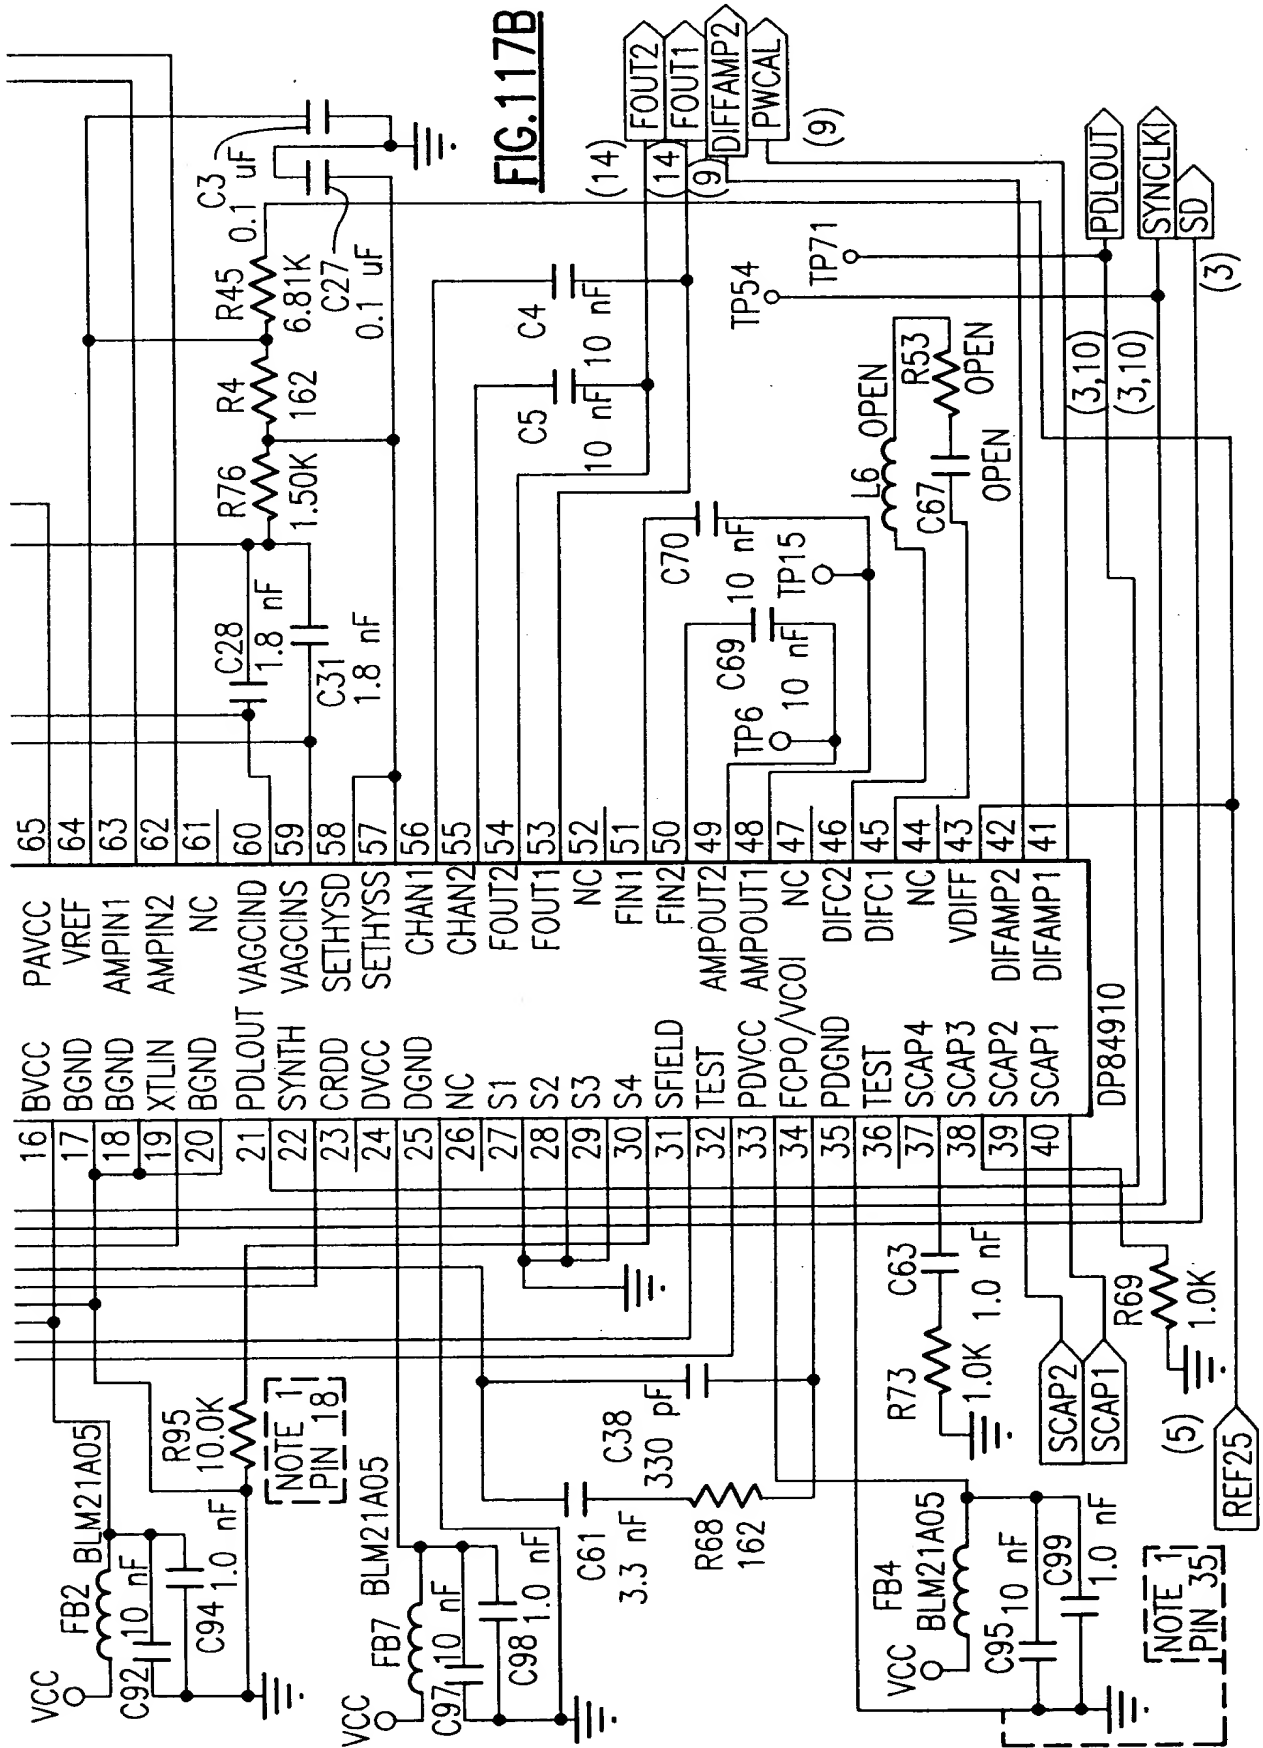 FIG.117B
VCC
FB2
BLM21A05
C92
10 nF
C94
1.0 nF
R95
10.0K
NOTE 1
PIN 18
VCC
FB7
BLM21A05
C97
10 nF
C98
1.0 nF
C61
3.3 nF
C38
330 pF
R68
162
VCC
FB4
BLM21A05
C95
10 nF
C99
1.0 nF
NOTE 1
PIN 35
R73
1.0K
C63
1.0 nF
SCAP2
SCAP1
(5)
R69
1.0K
REF25
16 BVCC
17 BGND
18 BGND
19 XTLIN
20 BGND
21 PDLOUT
22 SYNTH
23 CRDD
24 DVCC
25 DGND
26 NC
27 S1
28 S2
29 S3
30 S4
31 SFIELD
32 TEST
33 PDVCC
34 FCPO/VCOI
35 PDGND
36 TEST
37 SCAP4
38 SCAP3
39 SCAP2
40 SCAP1
DP84910
PAVCC 65
VREF 64
AMPIN1 63
AMPIN2 62
NC 61
VAGCIND 60
VAGCINS 59
SETHYSD 58
SETHYSS 57
CHAN1 56
CHAN2 55
FOUT2 54
FOUT1 53
NC 52
FIN1 51
FIN2 50
AMPOUT2 49
AMPOUT1 48
NC 47
DIFC2 46
DIFC1 45
NC 44
VDIFF 43
DIFAMP2 42
DIFAMP1 41
C28
1.8 nF
C31
1.8 nF
R76
1.50K
R4
162
R45
6.81K
C3
0.1 uF
C27
0.1 uF
C5
10 nF
C4
10 nF
C70
10 nF
TP15
C69
10 nF
TP6
L6 OPEN
R53
OPEN
C67
OPEN
TP54
TP71
(14)
FOUT2
(14
FOUT1
(9)
DIFFAMP2
PWCAL
(9)
(3,10)
PDLOUT
(3,10)
SYNCLKI
SD
(3)